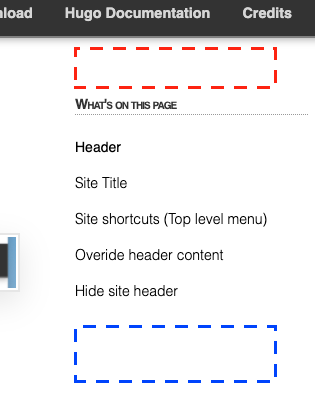 Hugo Documentation Credits
What's on this page
Header
Site Title
Site shortcuts (Top level menu)
Overide header content
Hide site header